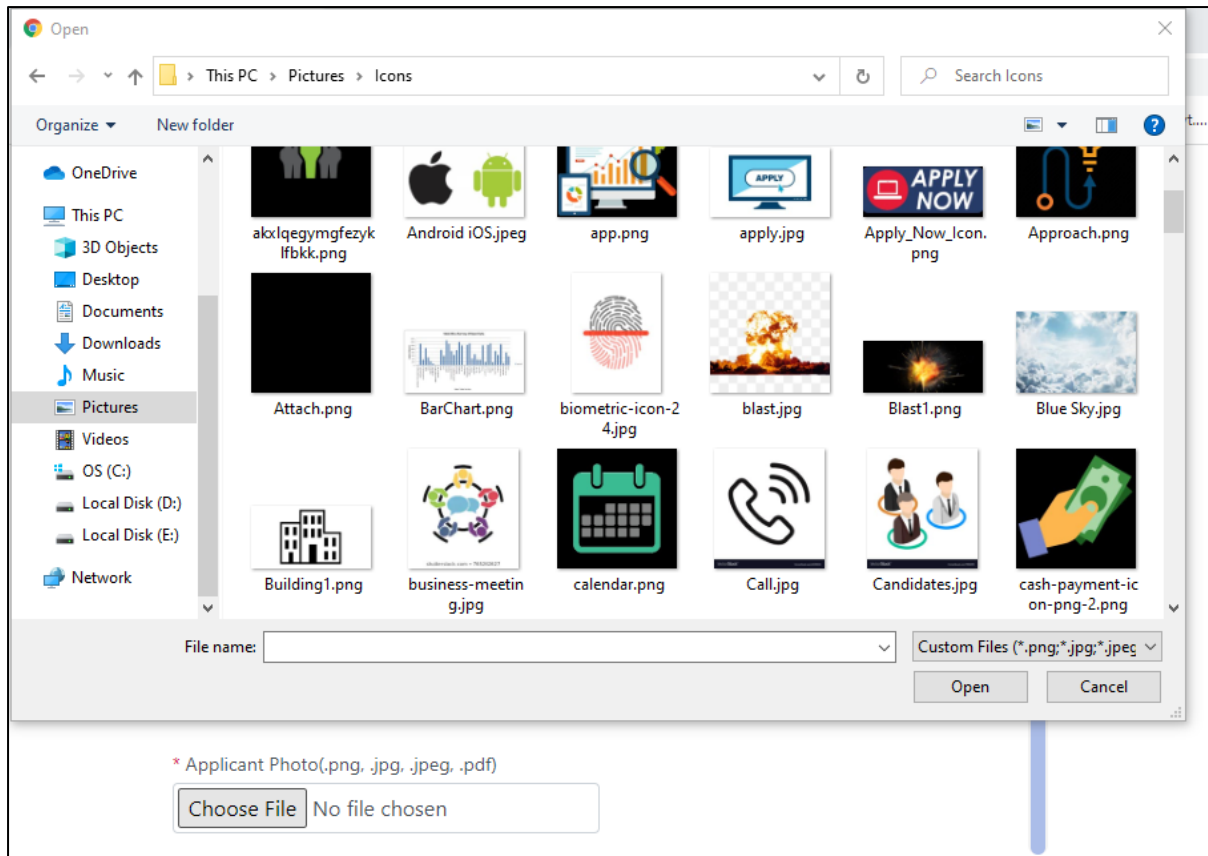 Open
This PC > Pictures > Icons
Search Icons
Organize
New folder
t....
OneDrive
This PC
3D Objects
Desktop
Documents
Downloads
Music
Pictures
Videos
OS (C:)
Local Disk (D:)
Local Disk (E:)
Network
APPLY
APPLY
NOW
akxlqegymgfezyk
lfbkk.png
Android iOS.jpeg
app.png
apply.jpg
Apply_Now_Icon.
png
Approach.png
Attach.png
BarChart.png
biometric-icon-2
4.jpg
blast.jpg
Blast1.png
Blue Sky.jpg
Building1.png
business-meetin
g.jpg
calendar.png
Call.jpg
Candidates.jpg
cash-payment-ic
on-png-2.png
File name:
Custom Files (*.png;*.jpg;*.jpeg
Open
Cancel
* Applicant Photo(.png, .jpg, .jpeg, .pdf)
Choose File No file chosen